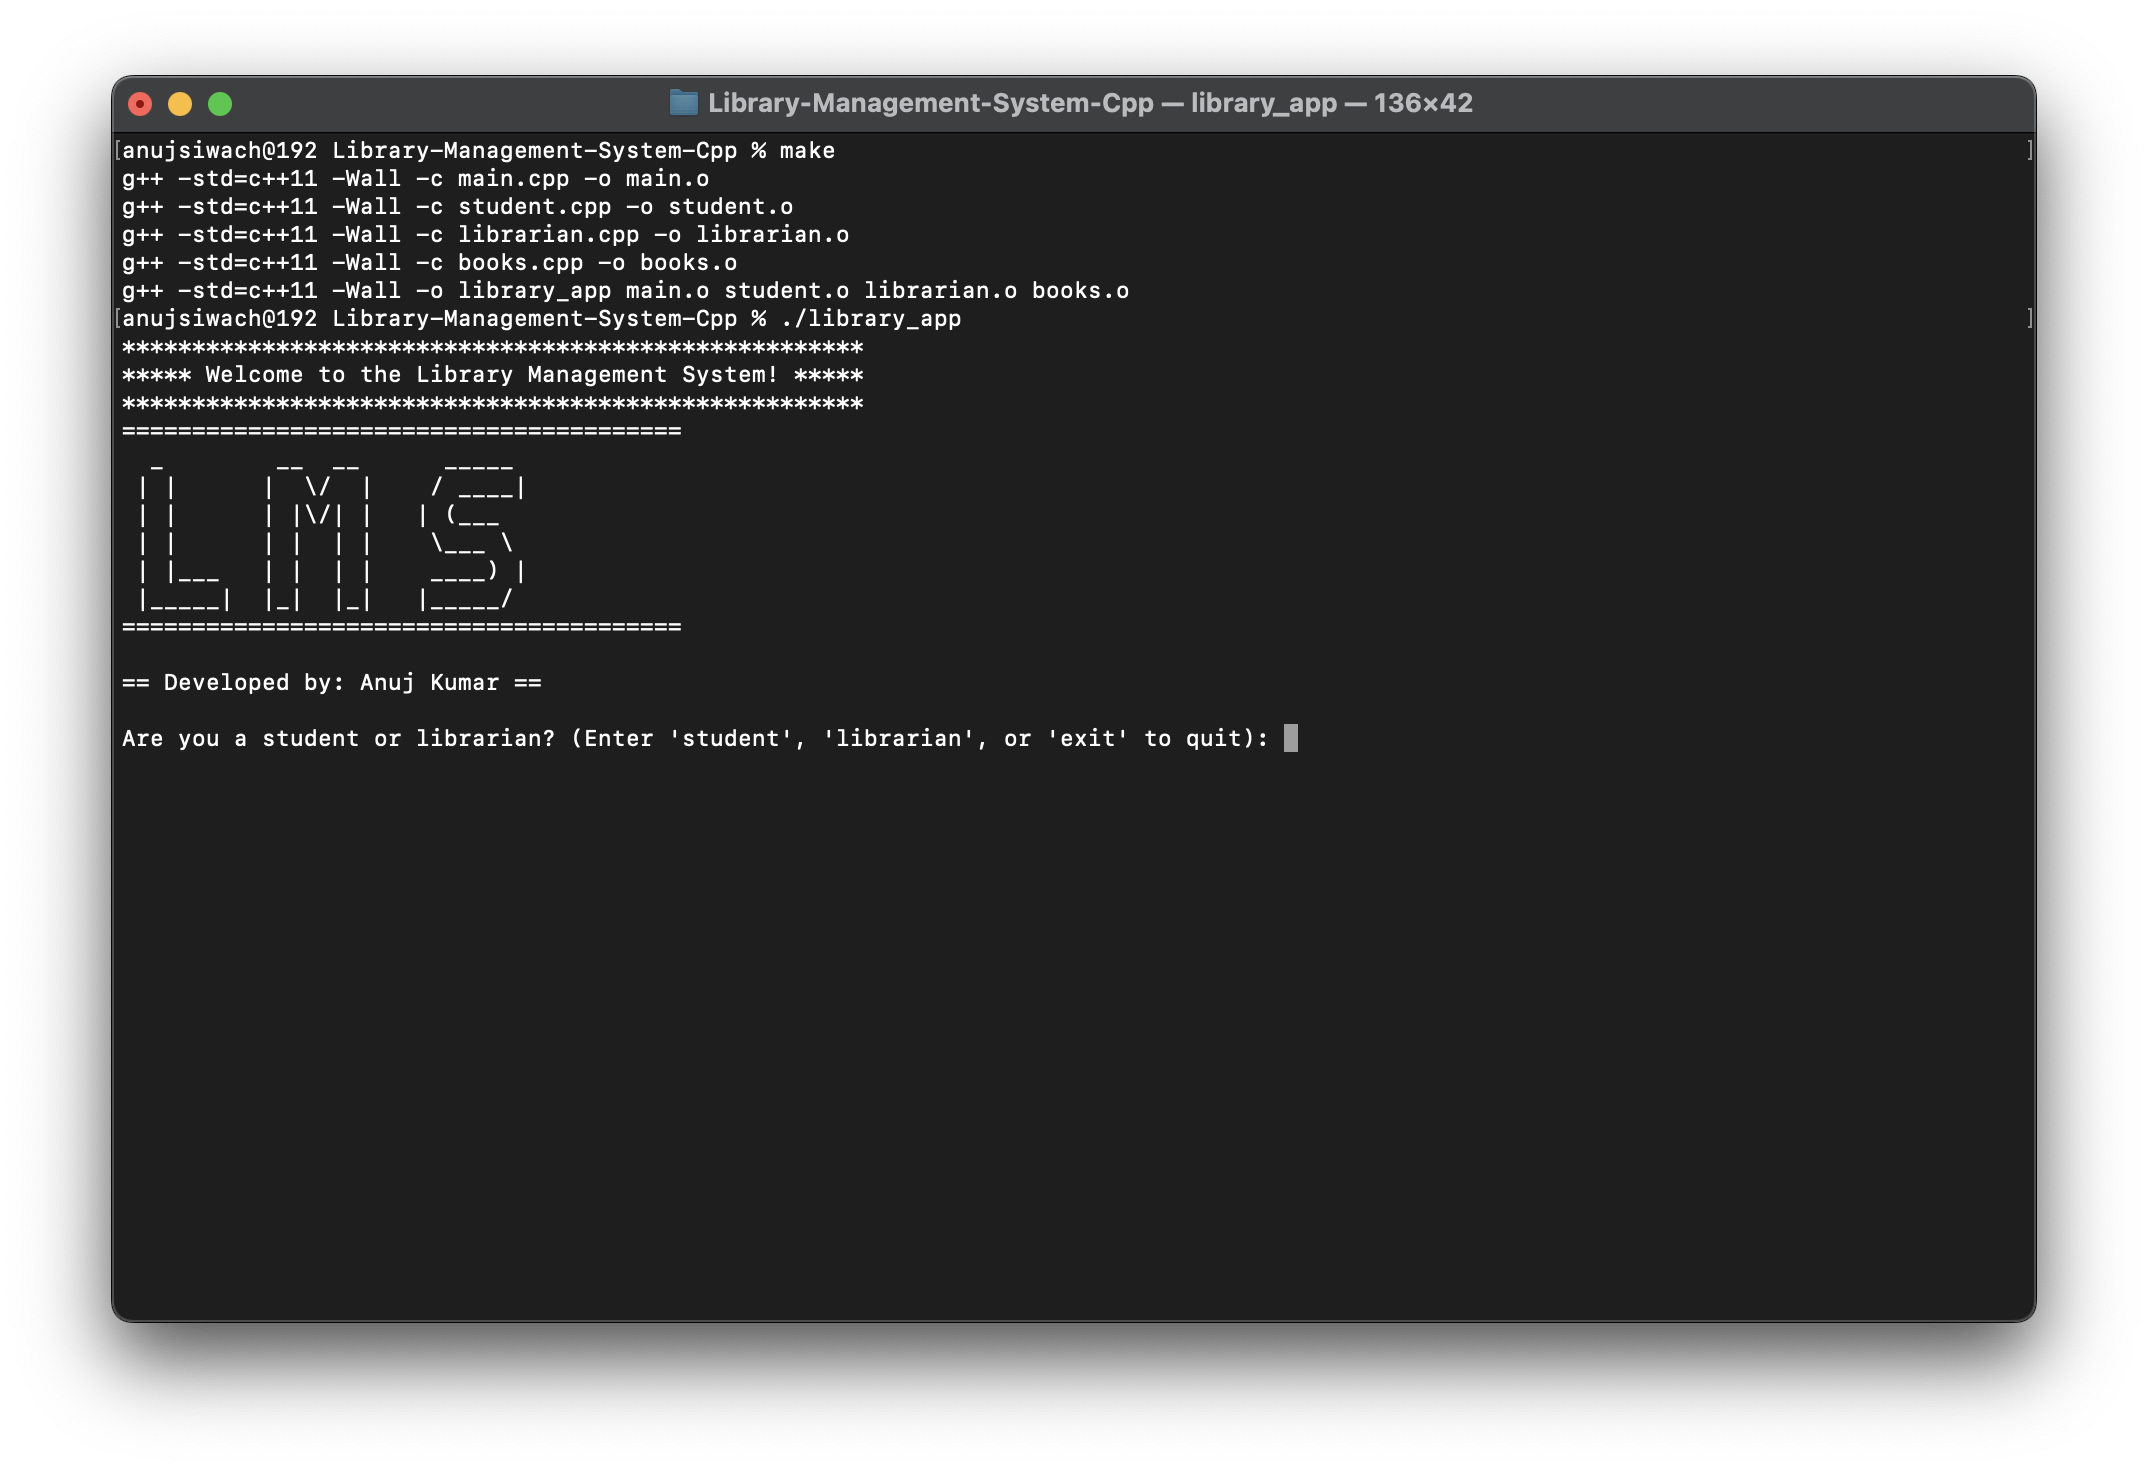 Library-Management-System-Cpp — library_app — 136×42
[anujsiwach@192 Library-Management-System-Cpp % make ]
g++ -std=c++11 -Wall -c main.cpp -o main.o
g++ -std=c++11 -Wall -c student.cpp -o student.o
g++ -std=c++11 -Wall -c librarian.cpp -o librarian.o
g++ -std=c++11 -Wall -c books.cpp -o books.o
g++ -std=c++11 -Wall -o library_app main.o student.o librarian.o books.o
[anujsiwach@192 Library-Management-System-Cpp % ./library_app ]
*****************************************************
***** Welcome to the Library Management System! *****
*****************************************************
========================================
  _        __  __      _____
 | |      |  \/  |    / ____|
 | |      | |\/| |   | (___
 | |      | |  | |    \___ \
 | |___   | |  | |    ____) |
 |_____|  |_|  |_|   |_____/
========================================
== Developed by: Anuj Kumar ==
Are you a student or librarian? (Enter 'student', 'librarian', or 'exit' to quit):